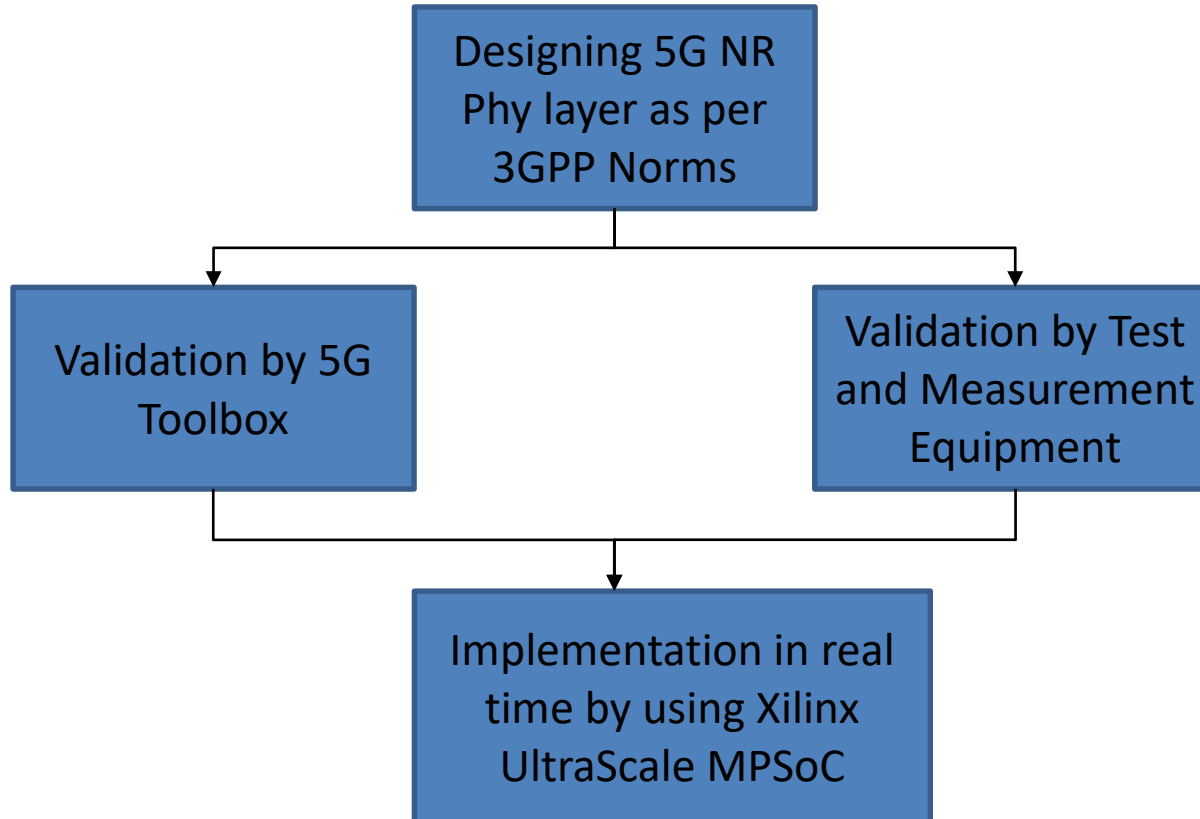 Designing 5G NR
Phy layer as per
3GPP Norms
Validation by 5G
Toolbox
Validation by Test
and Measurement
Equipment
Implementation in real
time by using Xilinx
UltraScale MPSoC